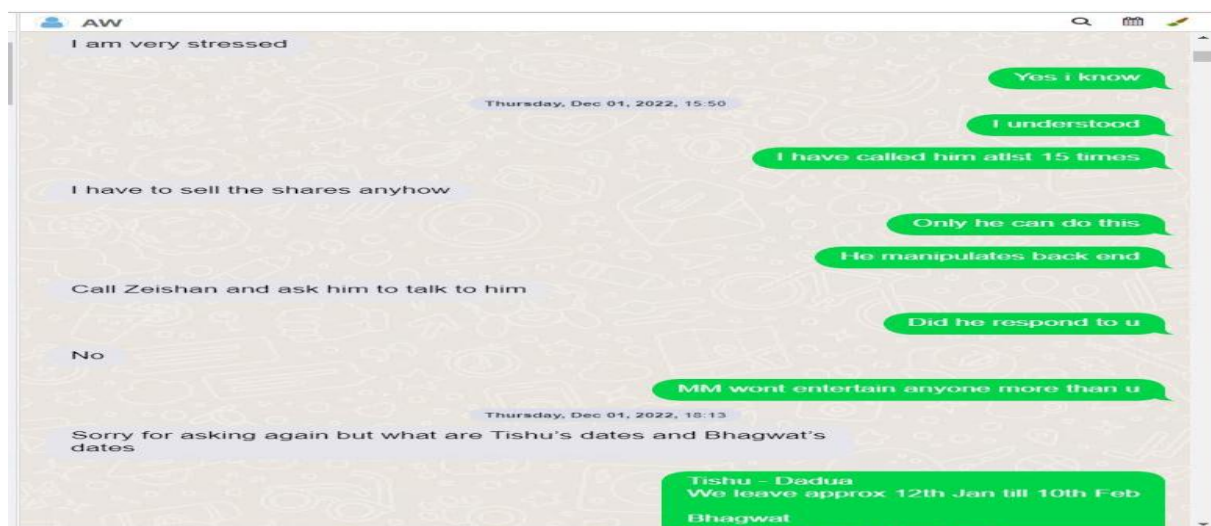 AW
I am very stressed
Yes i know
Thursday, Dec 01, 2022, 15:50
I understood
I have called him atlst 15 times
I have to sell the shares anyhow
Only he can do this
He manipulates back end
Call Zeishan and ask him to talk to him
Did he respond to u
No
MM wont entertain anyone more than u
Thursday, Dec 01, 2022, 18:13
Sorry for asking again but what are Tishu's dates and Bhagwat's
dates
Tishu - Dadua
We leave approx 12th Jan till 10th Feb
Bhagwat